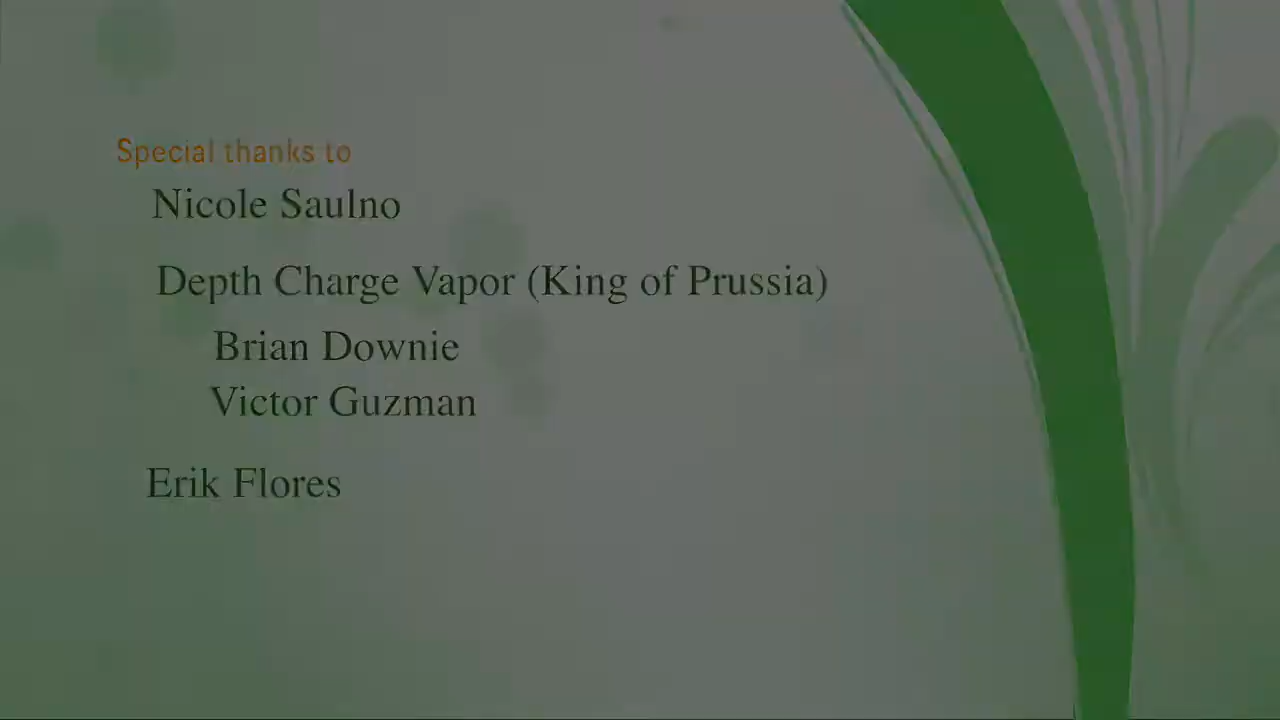 Special thanks to
Nicole Saulno
Depth Charge Vapor (King of Prussia)
Brian Downie
Victor Guzman
Erik Flores